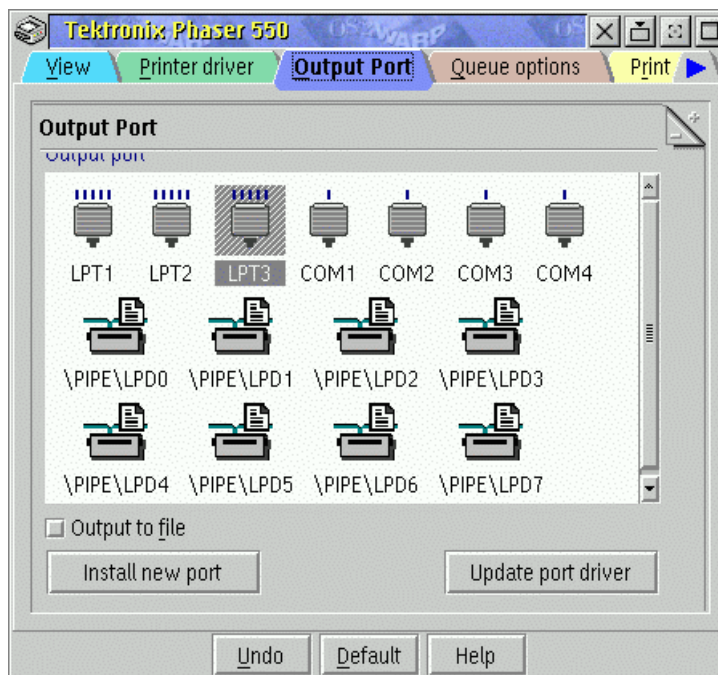 Tektronix Phaser 550
View Printer driver Output Port Queue options Print
Output Port
Output port
LPT1 LPT2 LPT3 COM1 COM2 COM3 COM4
\PIPE\LPD0 \PIPE\LPD1 \PIPE\LPD2 \PIPE\LPD3
\PIPE\LPD4 \PIPE\LPD5 \PIPE\LPD6 \PIPE\LPD7
Output to file
Install new port Update port driver
Undo Default Help